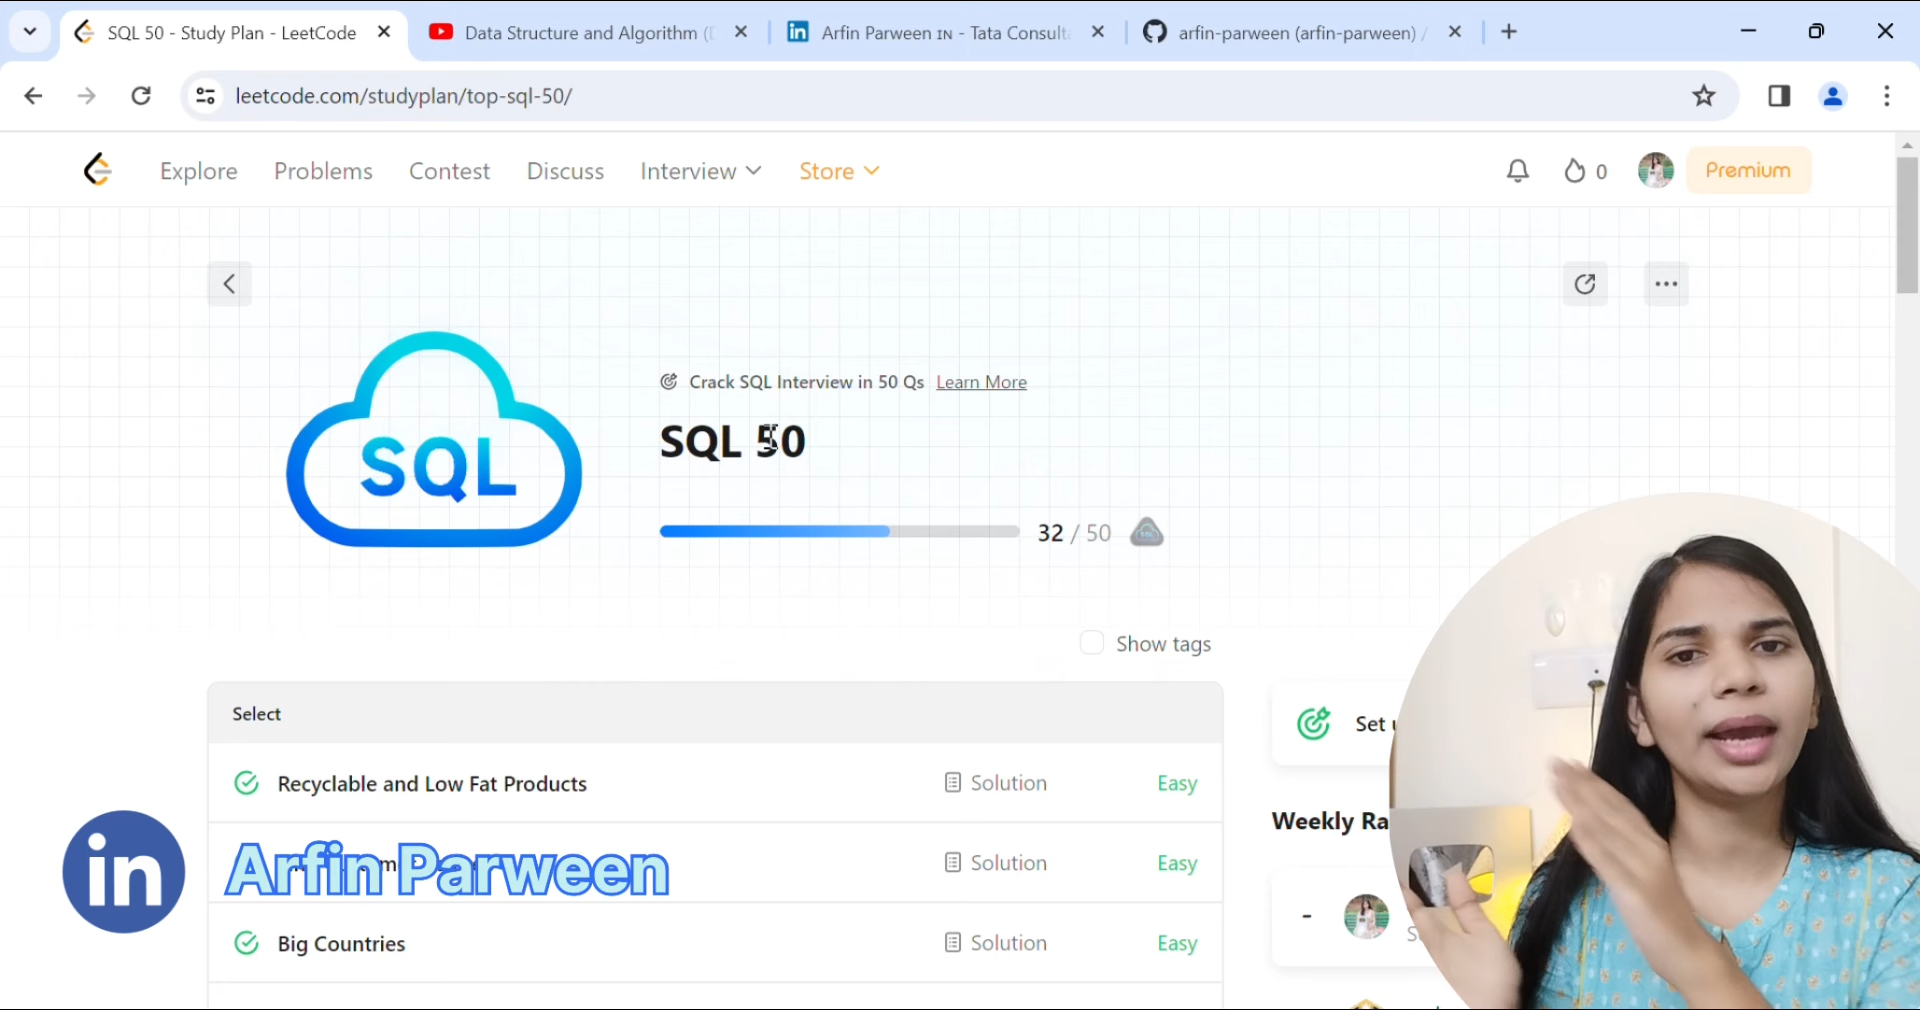 SQL 50 - Study Plan - LeetCode
Data Structure and Algorithm (
Arfin Parween IN - Tata Consult
arfin-parween (arfin-parween) /
leetcode.com/studyplan/top-sql-50/
Explore Problems Contest Discuss Interview Store
0
Premium
SQL
Crack SQL Interview in 50 Qs Learn More
SQL 50
32 / 50
Show tags
Select
Set
Recyclable and Low Fat Products Solution Easy
Weekly Ra
in Arfin Parween
Solution Easy
Big Countries Solution Easy
-